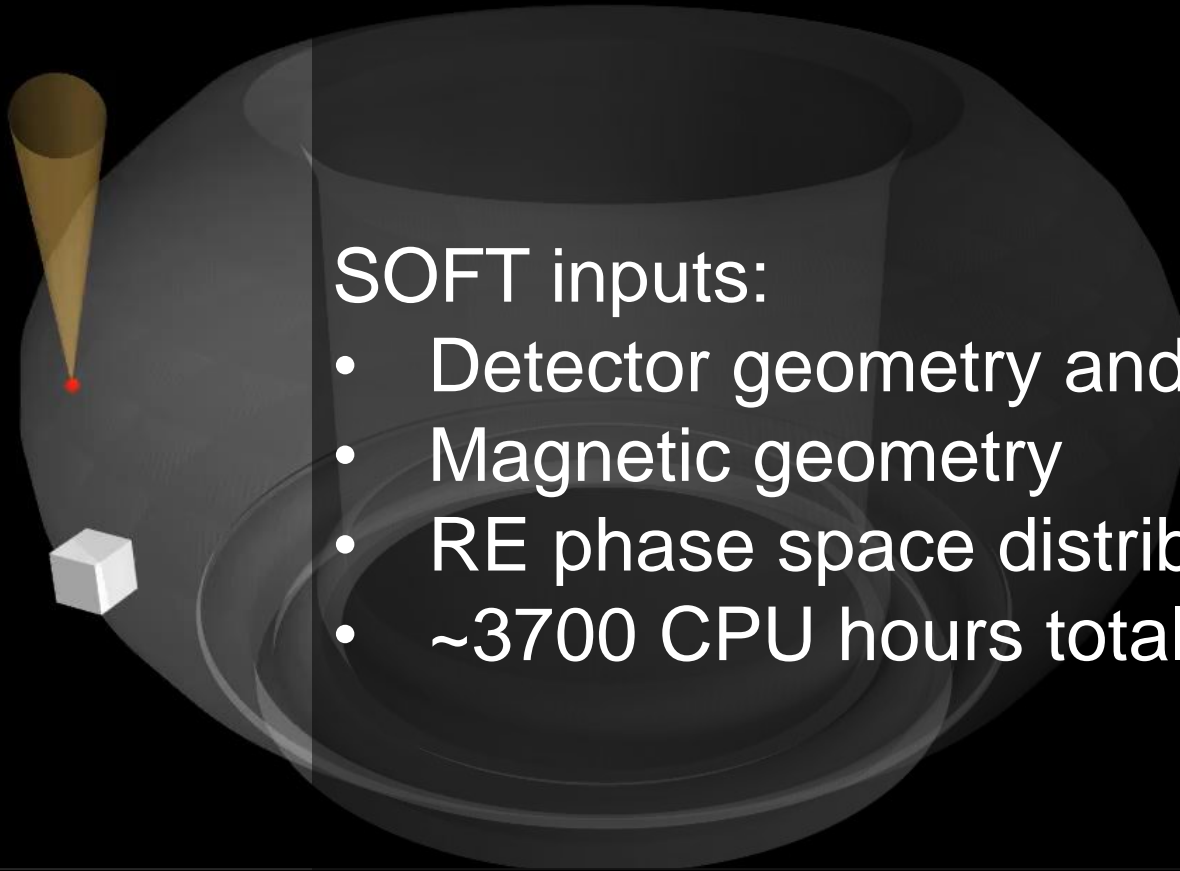 SOFT inputs:
• Detector geometry and
• Magnetic geometry
• RE phase space distrib
• ~3700 CPU hours total